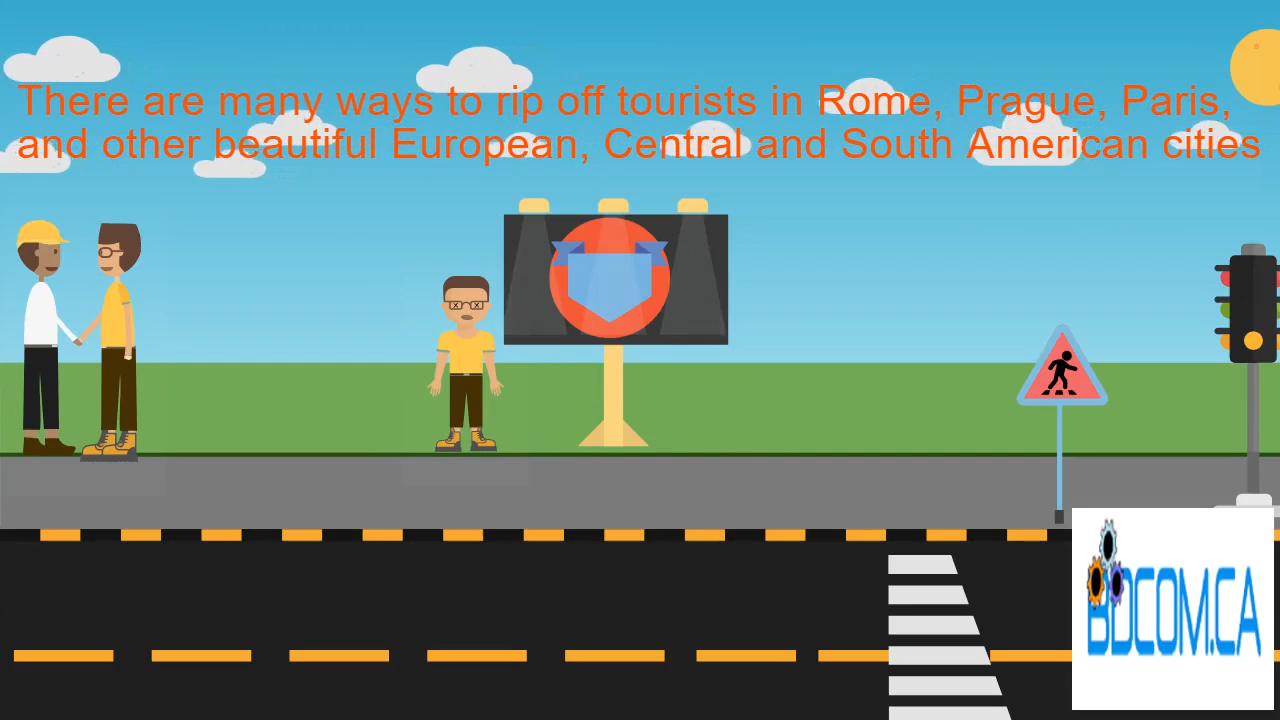 There are many ways to rip off tourists in Rome, Prague, Paris,
and other beautiful European, Central and South American cities
BDCOM.CA